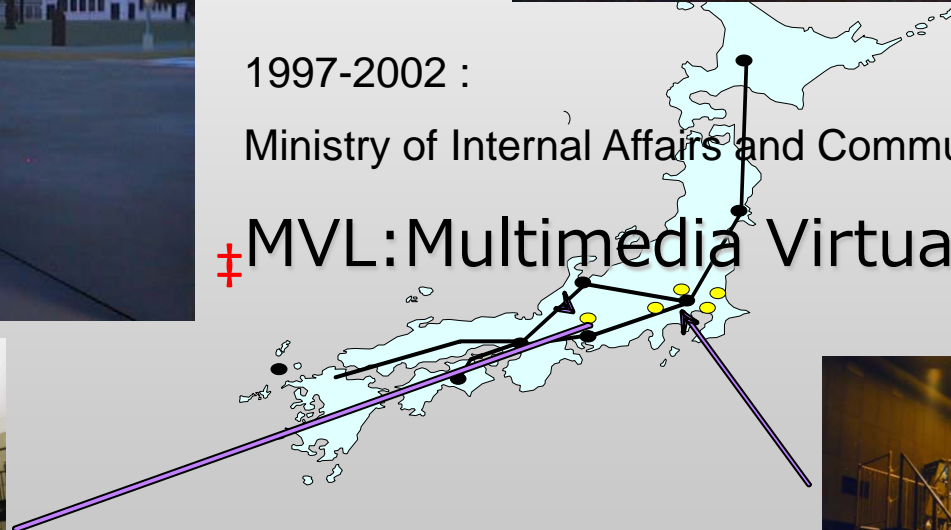 1997-2002 :
Ministry of Internal Affairs and Commu
‡MVL:Multimedia Virtua